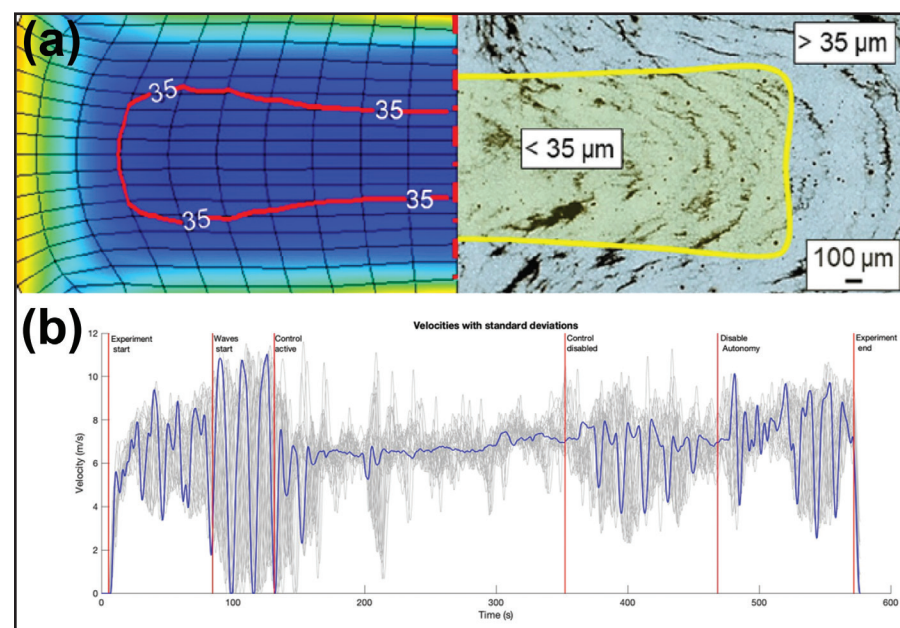 (a)
35
35
35
35
> 35 µm
< 35 µm
100 µm
(b)
Velocities with standard deviations
Experiment start
Waves start
Control active
Control disabled
Disable Autonomy
Experiment end
12
10
8
6
4
2
0
Velocity (m/s)
0
100
200
300
400
500
600
Time (s)